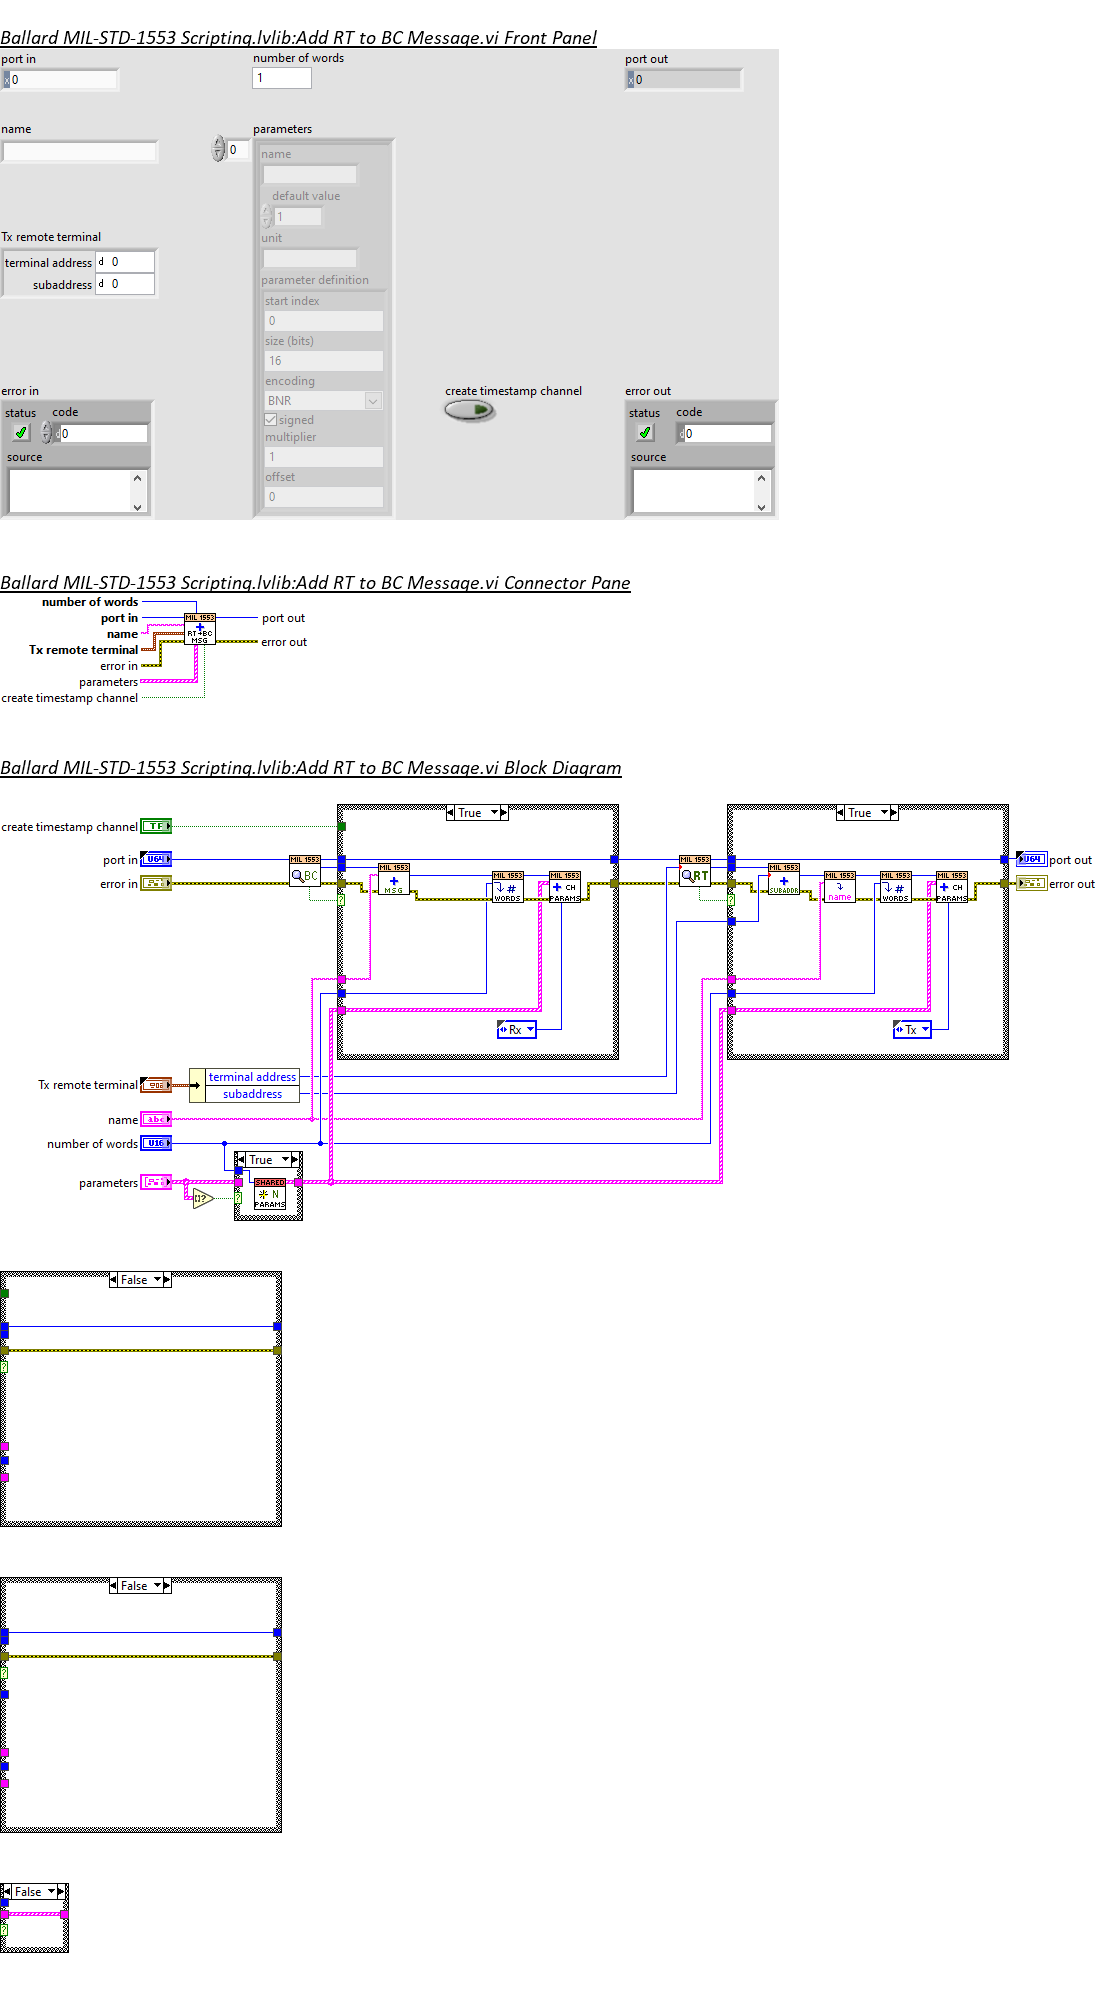 Ballard MIL-STD-1553 Scripting.lvlib:Add RT to BC Message.vi Front Panel
port in
0
number of words
1
port out
0
name
0
parameters
name
default value
1
unit
parameter definition
start index
0
size (bits)
16
encoding
BNR
signed
multiplier
1
offset
0
Tx remote terminal
terminal address d 0
subaddress d 0
create timestamp channel
error in
status code
0
source
error out
status code
0
source
Ballard MIL-STD-1553 Scripting.lvlib:Add RT to BC Message.vi Connector Pane
number of words
port in
name
Tx remote terminal
error in
parameters
create timestamp channel
MIL 1553
RT→BC
MSG
port out
error out
Ballard MIL-STD-1553 Scripting.lvlib:Add RT to BC Message.vi Block Diagram
True
True
create timestamp channel TF
port in U64
error in
MIL 1553
BC
MIL 1553
MSG
MIL 1553
#
WORDS
MIL 1553
+ CH
PARAMS
Rx
MIL 1553
RT
MIL 1553
+
SUBADDR
MIL 1553
name
MIL 1553
#
WORDS
MIL 1553
+ CH
PARAMS
Tx
U64 port out
error out
Tx remote terminal
terminal address
subaddress
name abc
number of words U16
True
parameters
SHARED
N
PARAMS
False
False
False